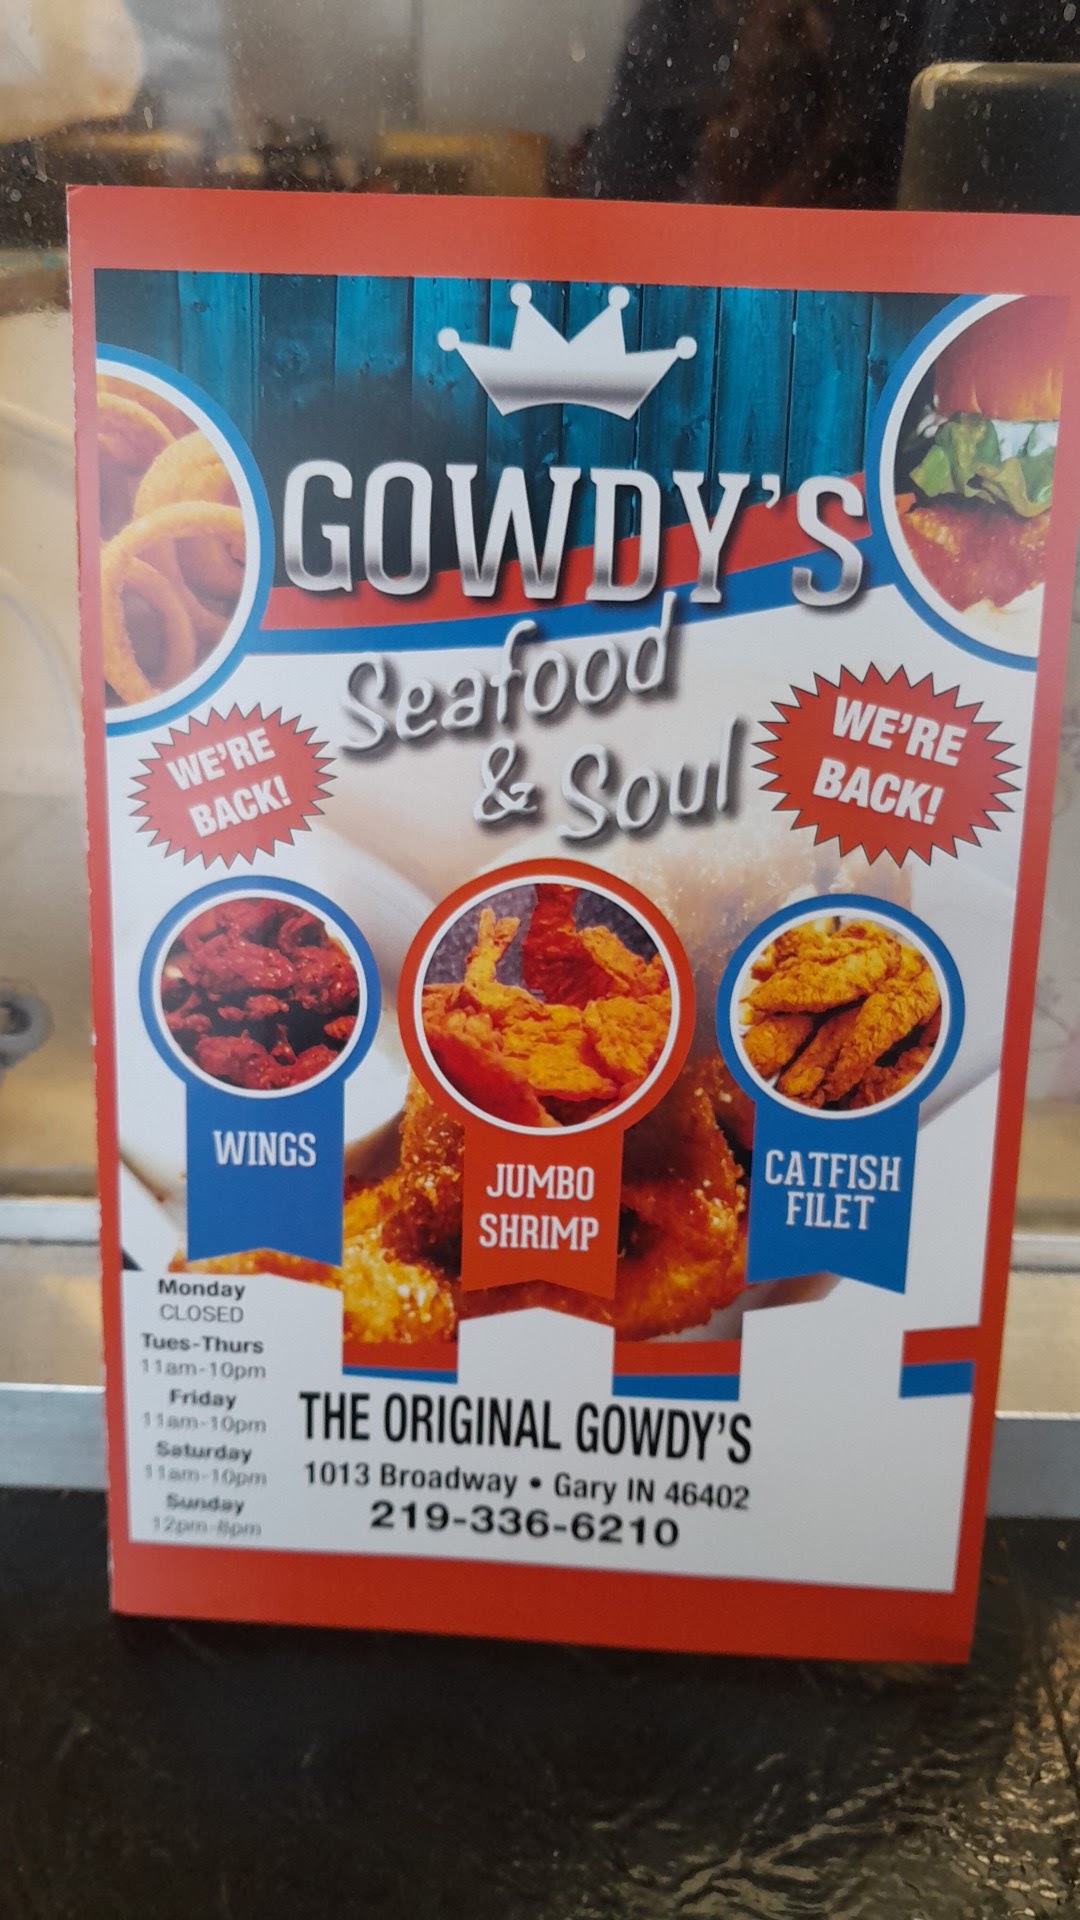 GOWDY'S
Seafood
& Soul
WE'RE
BACK!
WE'RE
BACK!
WINGS
JUMBO
SHRIMP
CATFISH
FILET
Monday
CLOSED
Tues-Thurs
11am-10pm
Friday
11am-10pm
Saturday
11am-10pm
Sunday
12pm-8pm
THE ORIGINAL GOWDY'S
1013 Broadway • Gary IN 46402
219-336-6210